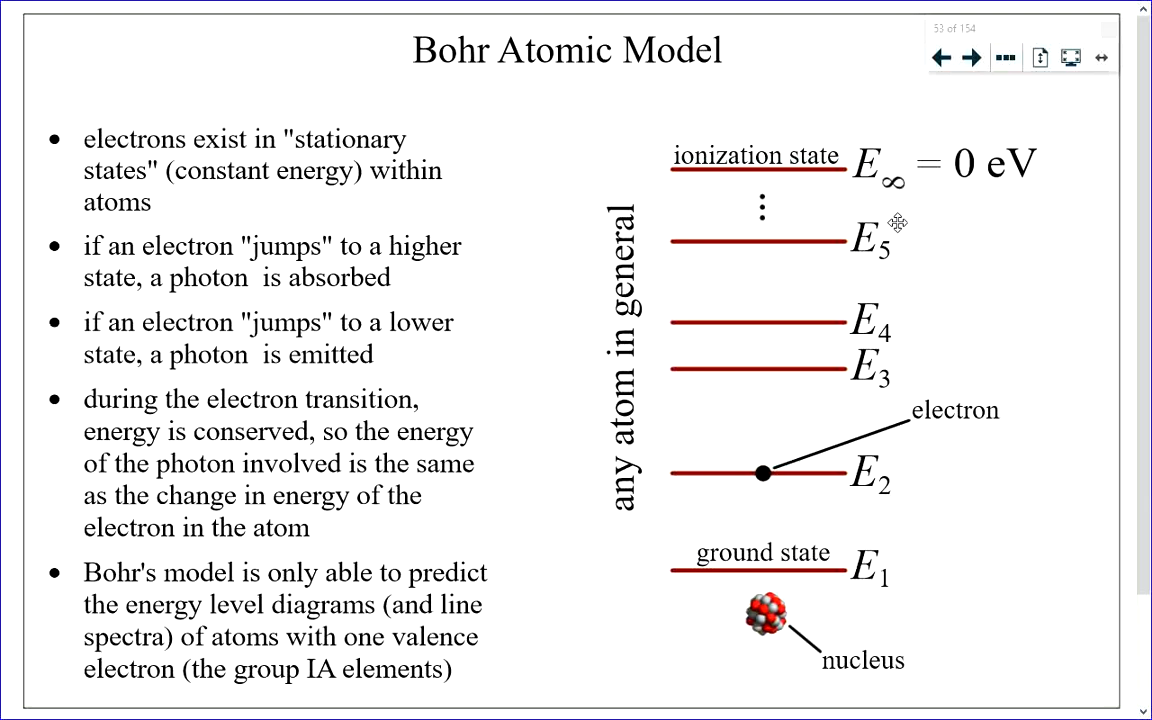 Bohr Atomic Model
53 of 154
• electrons exist in "stationary
states" (constant energy) within
atoms
• if an electron "jumps" to a higher
state, a photon  is absorbed
• if an electron "jumps" to a lower
state, a photon  is emitted
• during the electron transition,
energy is conserved, so the energy
of the photon involved is the same
as the change in energy of the
electron in the atom
• Bohr's model is only able to predict
the energy level diagrams (and line
spectra) of atoms with one valence
electron (the group IA elements)
any atom in general
ionization state E∞ = 0 eV
⋮
E5
E4
E3
electron
E2
ground state E1
nucleus